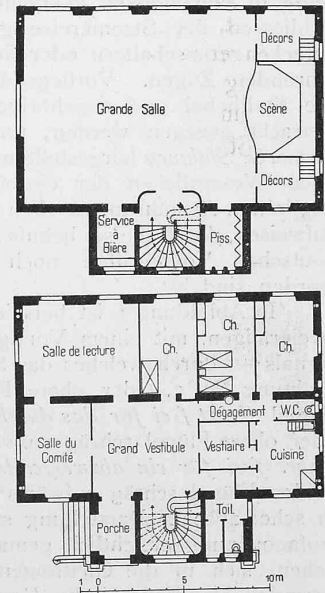 Décors
Grande Salle
Scène
Décors
Service
à
Bière
Piss.
Salle de lecture
Ch.
Ch.
Ch.
Dégagement
W.C.
Salle du
Comité
Grand Vestibule
Vestiaire
Cuisine
Porche
Toil.
1 0 5 10 m